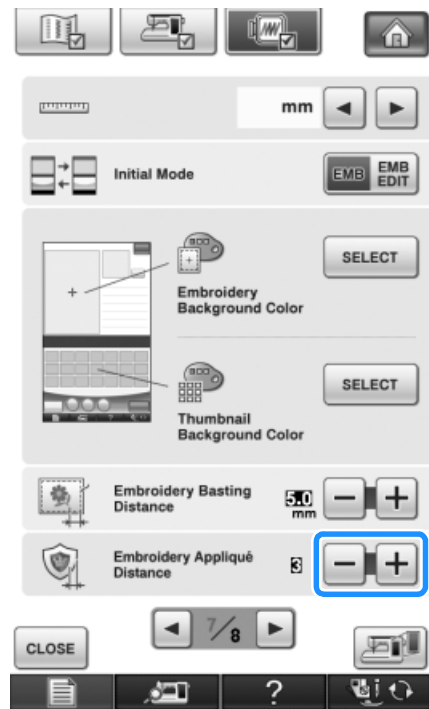 mm
Initial Mode
EMB
EMB
EDIT
SELECT
Embroidery
Background Color
SELECT
Thumbnail
Background Color
Embroidery Basting
Distance
5.0
mm
Embroidery Appliqué
Distance
3
7/8
CLOSE
?